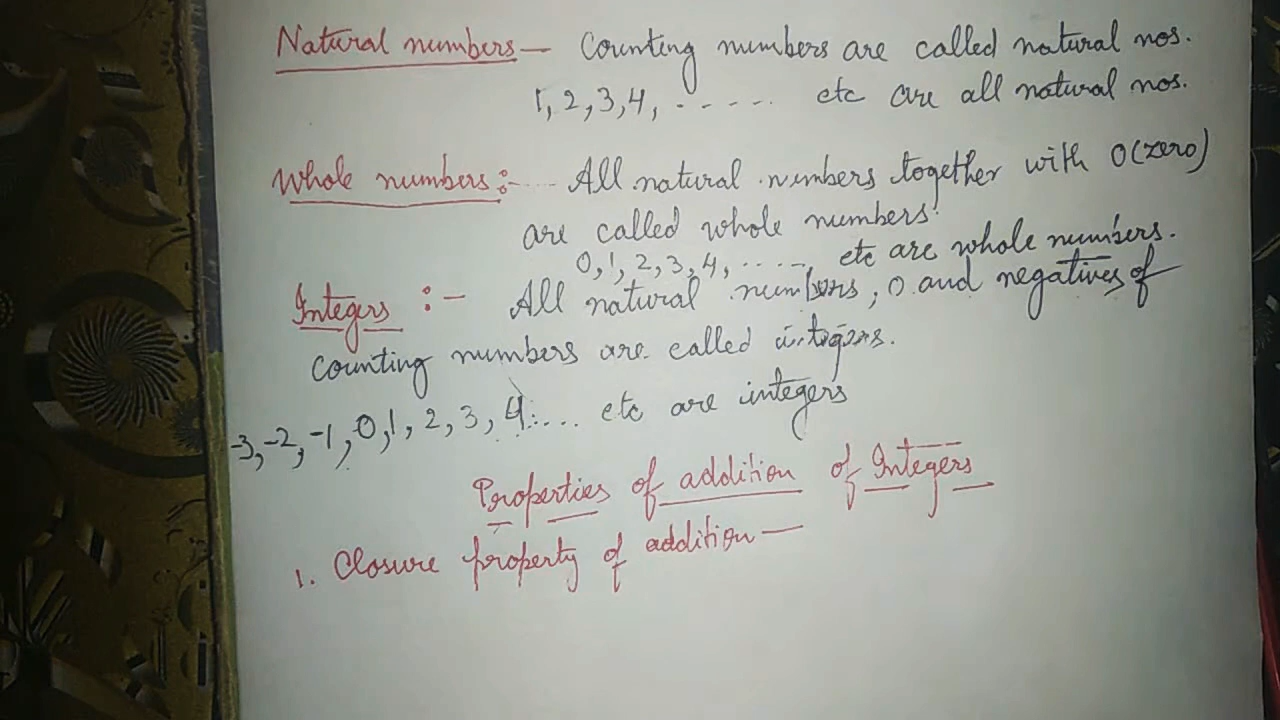 Natural numbers — Counting numbers are called natural nos.
1, 2, 3, 4, ..... etc are all natural nos.
Whole numbers :- All natural numbers together with 0 (zero)
are called whole numbers.
0, 1, 2, 3, 4, ..... etc are whole numbers.
Integers :- All natural numbers, 0 and negatives of
counting numbers are called integers.
-3, -2, -1, 0, 1, 2, 3, 4.... etc are integers
Properties of addition of Integers
1. Closure property of addition —